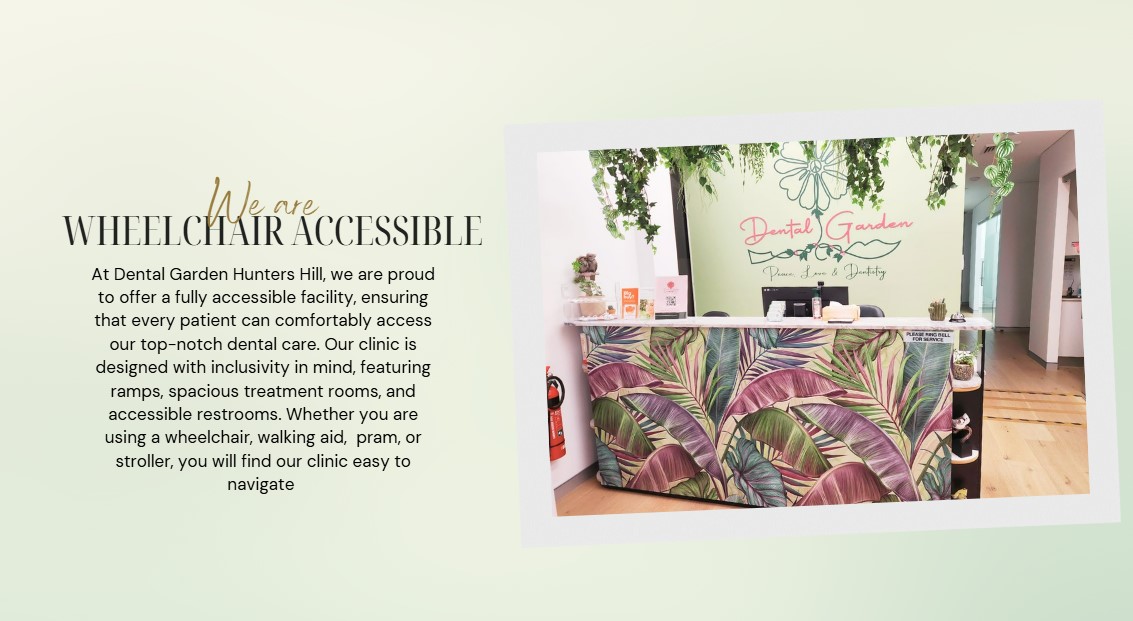 We are
WHEELCHAIR ACCESSIBLE
At Dental Garden Hunters Hill, we are proud
to offer a fully accessible facility, ensuring
that every patient can comfortably access
our top-notch dental care. Our clinic is
designed with inclusivity in mind, featuring
ramps, spacious treatment rooms, and
accessible restrooms. Whether you are
using a wheelchair, walking aid,  pram, or
stroller, you will find our clinic easy to
navigate
Dental Garden
Peace, Love & Dentistry
PLEASE RING BELL
FOR SERVICE